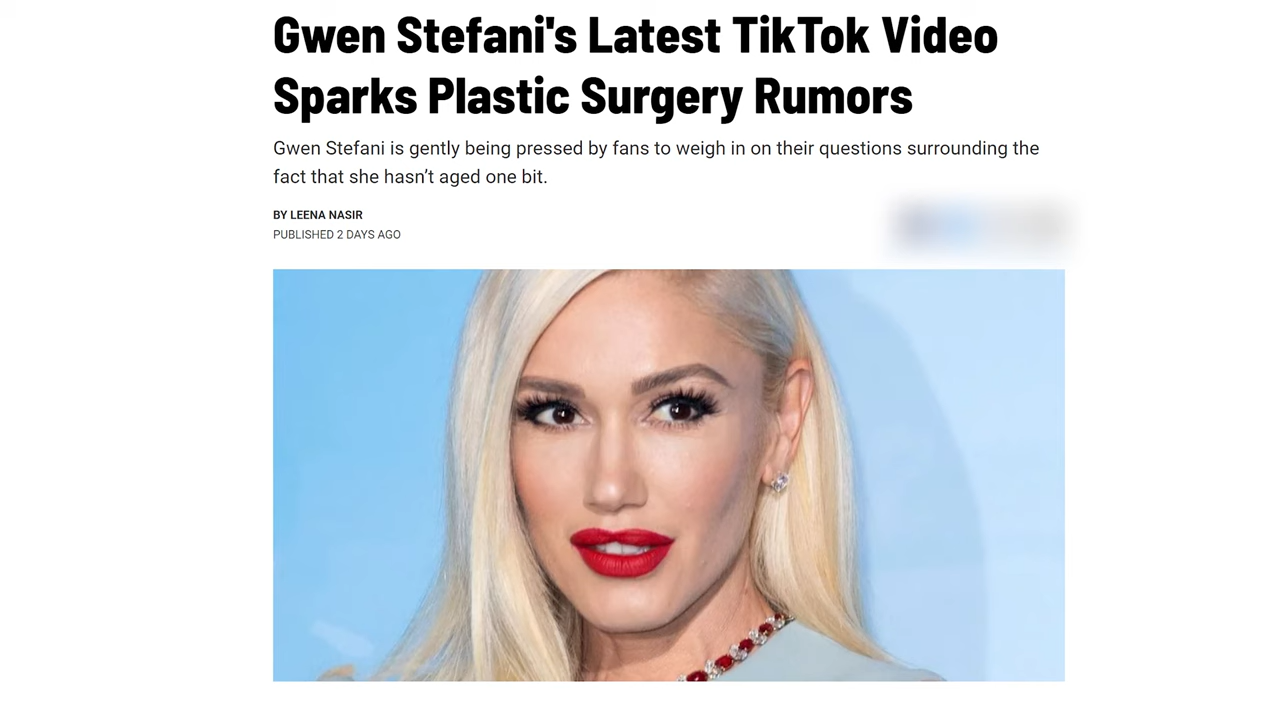 Gwen Stefani's Latest TikTok Video
Sparks Plastic Surgery Rumors
Gwen Stefani is gently being pressed by fans to weigh in on their questions surrounding the
fact that she hasn’t aged one bit.
BY LEENA NASIR
PUBLISHED 2 DAYS AGO